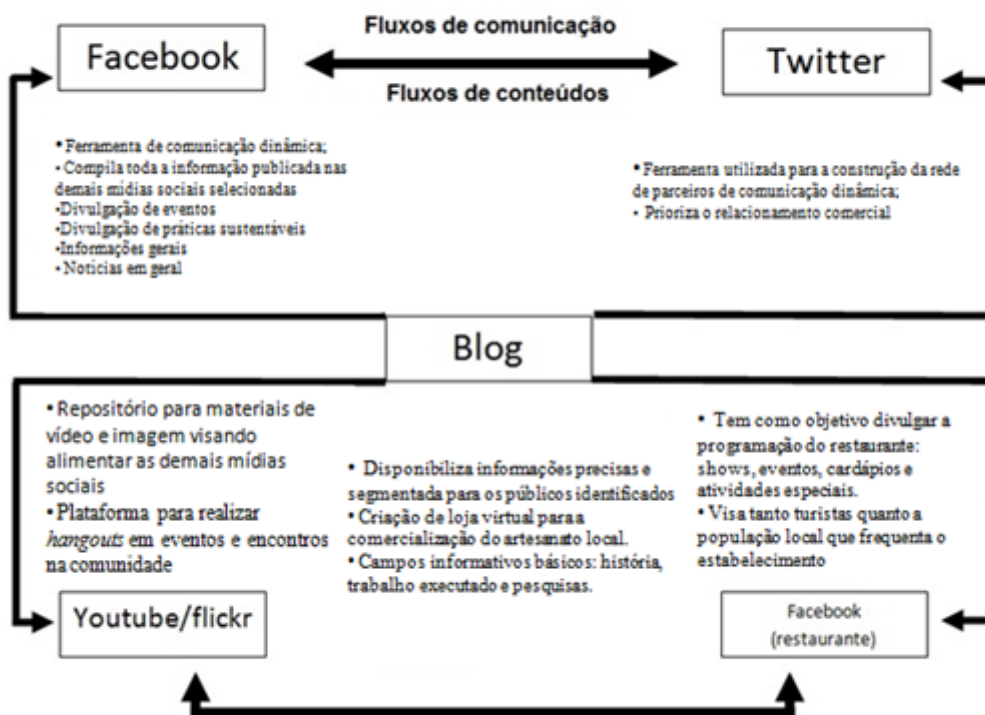 Fluxos de comunicação
Facebook
Twitter
Fluxos de conteúdos
• Ferramenta de comunicação dinâmica;
• Compila toda a informação publicada nas
demais mídias sociais selecionadas
•Divulgação de eventos
•Divulgação de práticas sustentáveis
•Informações gerais
• Noticias em geral
• Ferramenta utilizada para a construção da rede
de parceiros de comunicação dinâmica;
• Prioriza o relacionamento comercial
Blog
• Repositório para materiais de
vídeo e imagem visando
alimentar as demais mídias
sociais
• Plataforma para realizar
hangouts em eventos e encontros
na comunidade
• Disponibiliza informações precisas e
segmentada para os públicos identificados
• Criação de loja virtual para a
comercialização do artesanato local.
• Campos informativos básicos: história,
trabalho executado e pesquisas.
• Tem como objetivo divulgar a
programação do restaurante:
shows, eventos, cardápios e
atividades especiais.
• Visa tanto turistas quanto a
população local que frequenta o
estabelecimento
Youtube/flickr
Facebook
(restaurante)